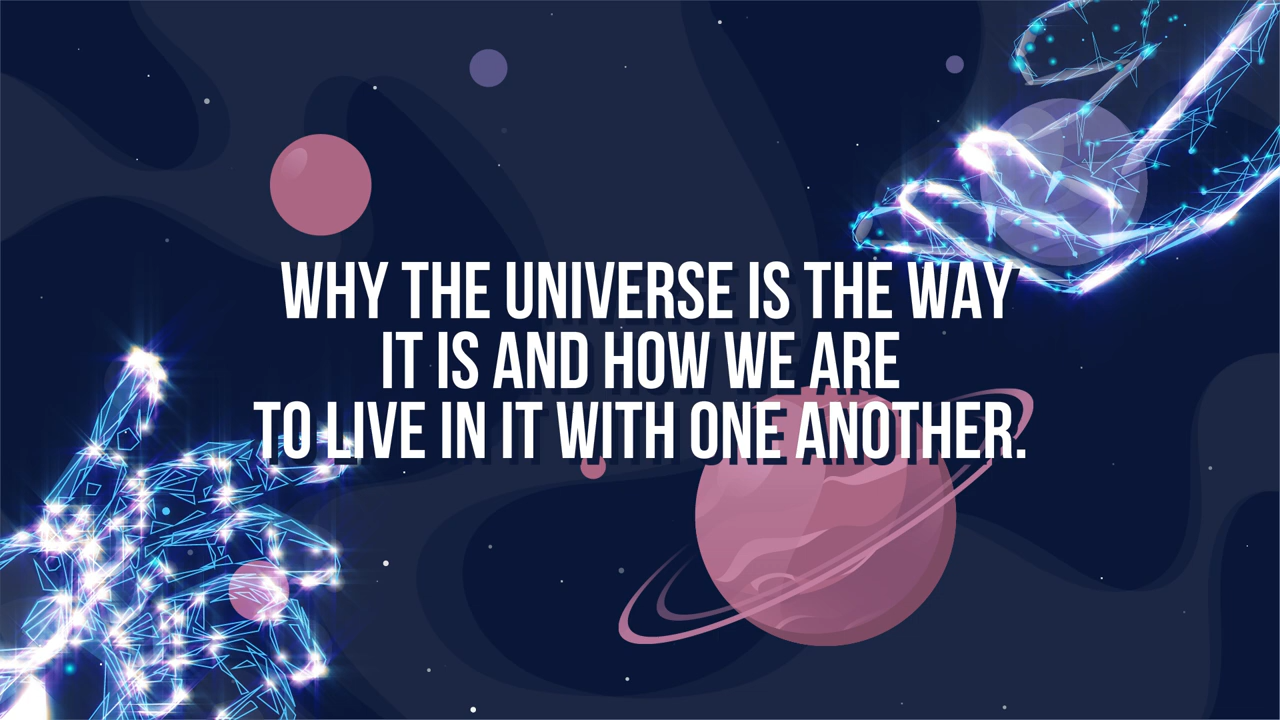 WHY THE UNIVERSE IS THE WAY
IT IS AND HOW WE ARE
TO LIVE IN IT WITH ONE ANOTHER.